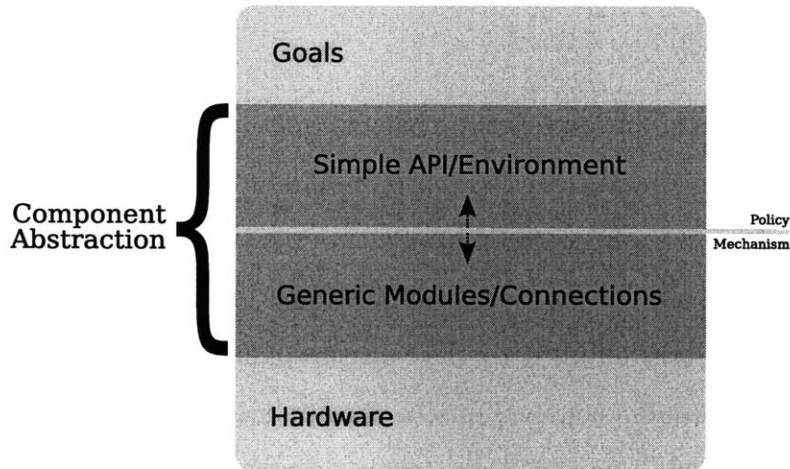 Goals
Simple API/Environment
Component
Abstraction
Policy
Mechanism
Generic Modules/Connections
Hardware